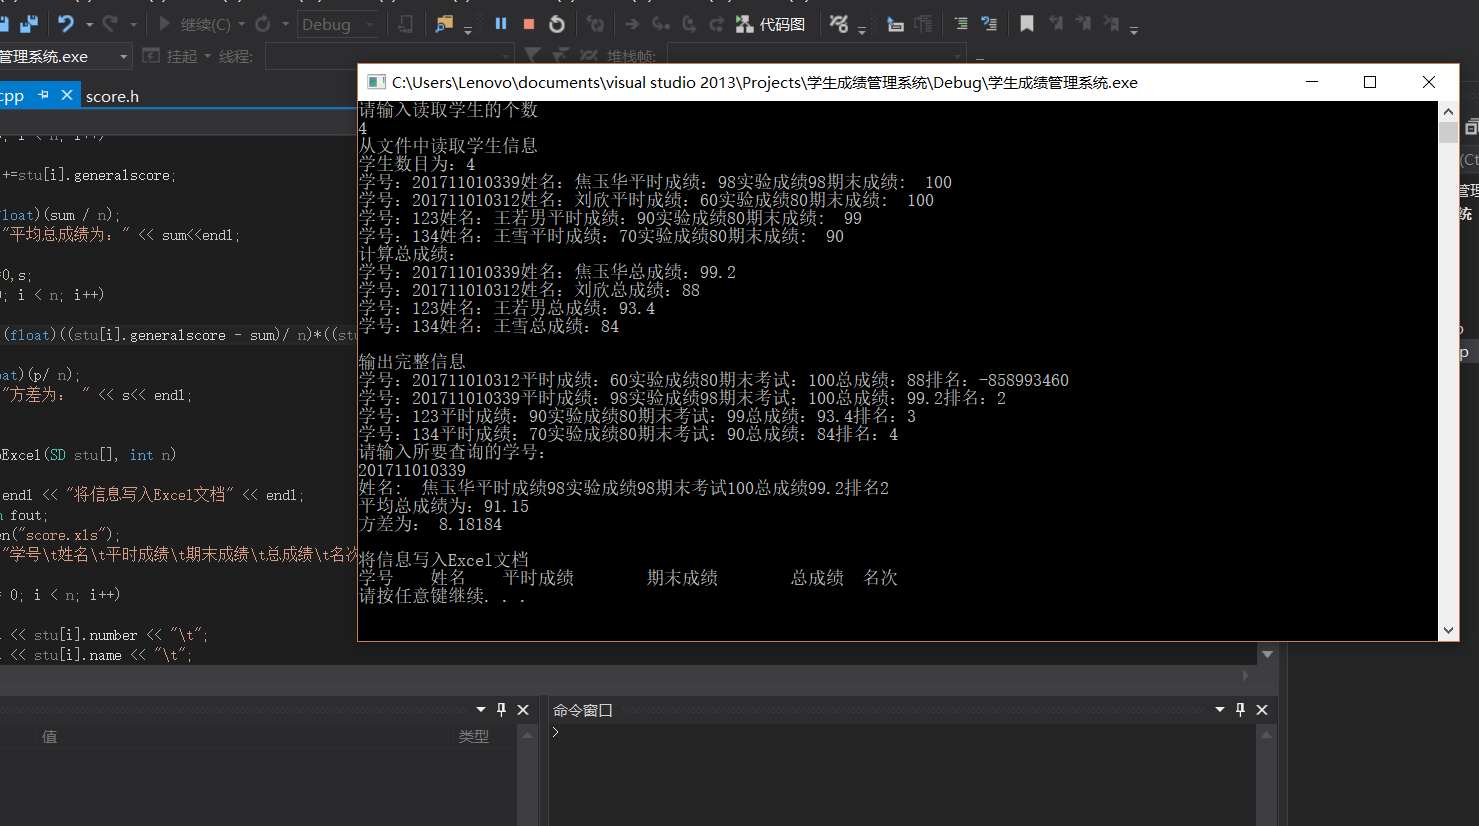 继续(C)
Debug
代码图
管理系统.exe
挂起
线程:
堆栈帧:
cpp
score.h
C:\Users\Lenovo\documents\visual studio 2013\Projects\学生成绩管理系统\Debug\学生成绩管理系统.exe
+=stu[i].generalscore;
loat)(sum / n);
"平均总成绩为：" << sum<<endl;
=0,s;
0; i < n; i++)
(float)((stu[i].generalscore - sum)/ n)*((stu
oat)(p/ n);
"方差为： " << s<< endl;
oExcel(SD stu[], int n)
endl << "将信息写入Excel文档" << endl;
m fout;
en("score.xls");
"学号\t姓名\t平时成绩\t期末成绩\t总成绩\t名次
= 0; i < n; i++)
<< stu[i].number << "\t";
<< stu[i].name << "\t";
请输入读取学生的个数
4
从文件中读取学生信息
学生数目为：4
学号：201711010339姓名：焦玉华平时成绩：98实验成绩98期末成绩： 100
学号：201711010312姓名：刘欣平时成绩：60实验成绩80期末成绩： 100
学号：123姓名：王若男平时成绩：90实验成绩80期末成绩： 99
学号：134姓名：王雪平时成绩：70实验成绩80期末成绩： 90
计算总成绩：
学号：201711010339姓名：焦玉华总成绩：99.2
学号：201711010312姓名：刘欣总成绩：88
学号：123姓名：王若男总成绩：93.4
学号：134姓名：王雪总成绩：84
输出完整信息
学号：201711010312平时成绩：60实验成绩80期末考试：100总成绩：88排名：-858993460
学号：201711010339平时成绩：98实验成绩98期末考试：100总成绩：99.2排名：2
学号：123平时成绩：90实验成绩80期末考试：99总成绩：93.4排名：3
学号：134平时成绩：70实验成绩80期末考试：90总成绩：84排名：4
请输入所要查询的学号：
201711010339
姓名： 焦玉华平时成绩98实验成绩98期末考试100总成绩99.2排名2
平均总成绩为：91.15
方差为： 8.18184
将信息写入Excel文档
学号 姓名 平时成绩 期末成绩 总成绩 名次
请按任意键继续. . .
(Ct
管理
统
p
值
类型
命令窗口
>